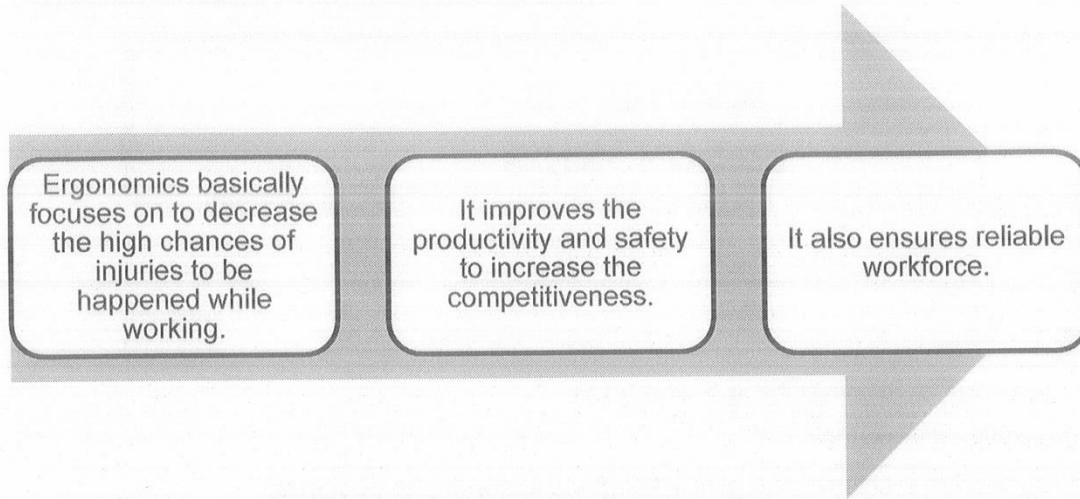 Ergonomics basically
focuses on to decrease
the high chances of
injuries to be
happened while
working.
It improves the
productivity and safety
to increase the
competitiveness.
It also ensures reliable
workforce.